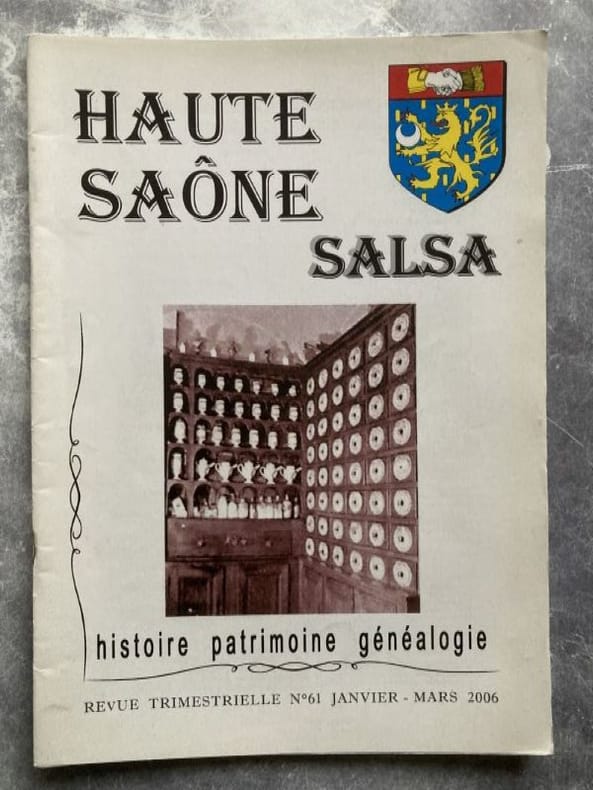 HAUTE
SAÔNE
SALSA
histoire patrimoine généalogie
REVUE TRIMESTRIELLE N°61 JANVIER - MARS 2006